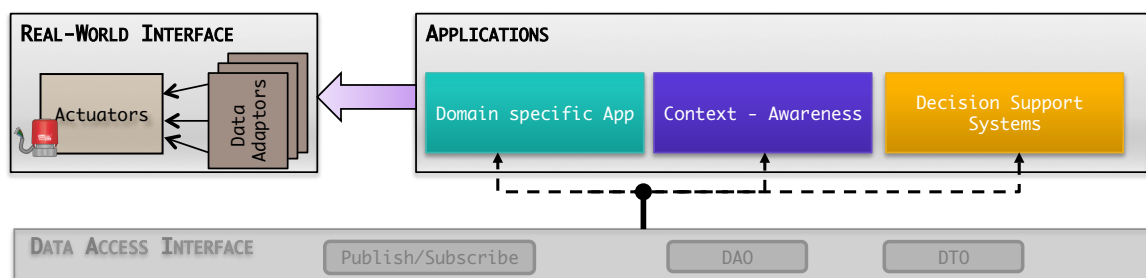 REAL-WORLD INTERFACE
Actuators
Data
Adaptors
APPLICATIONS
Domain specific App
Context - Awareness
Decision Support
Systems
DATA ACCESS INTERFACE
Publish/Subscribe
DAO
DTO